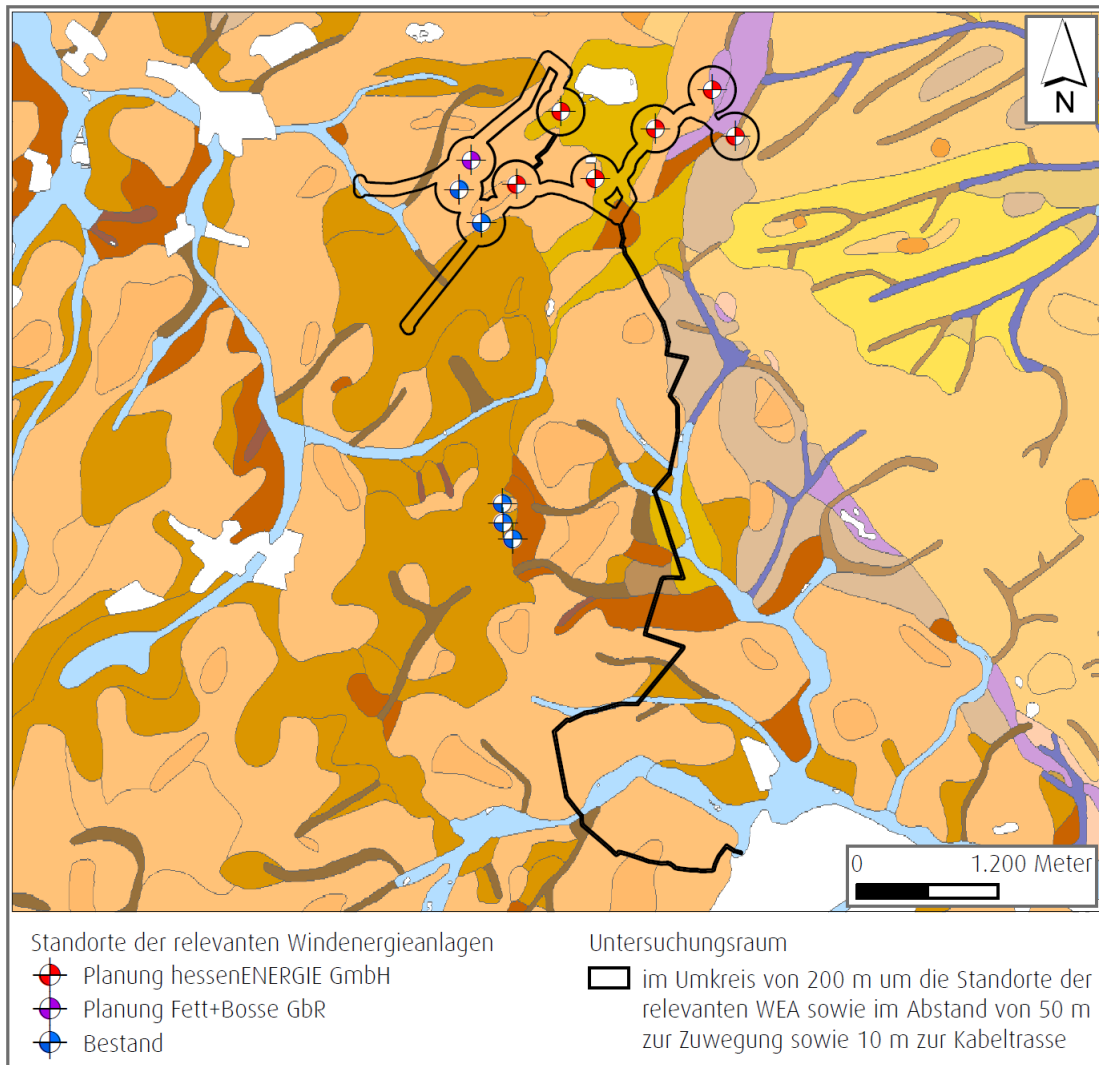 N
0 1.200 Meter
Standorte der relevanten Windenergieanlagen
Planung hessenENERGIE GmbH
Planung Fett+Bosse GbR
Bestand
Untersuchungsraum
im Umkreis von 200 m um die Standorte der
relevanten WEA sowie im Abstand von 50 m
zur Zuwegung sowie 10 m zur Kabeltrasse